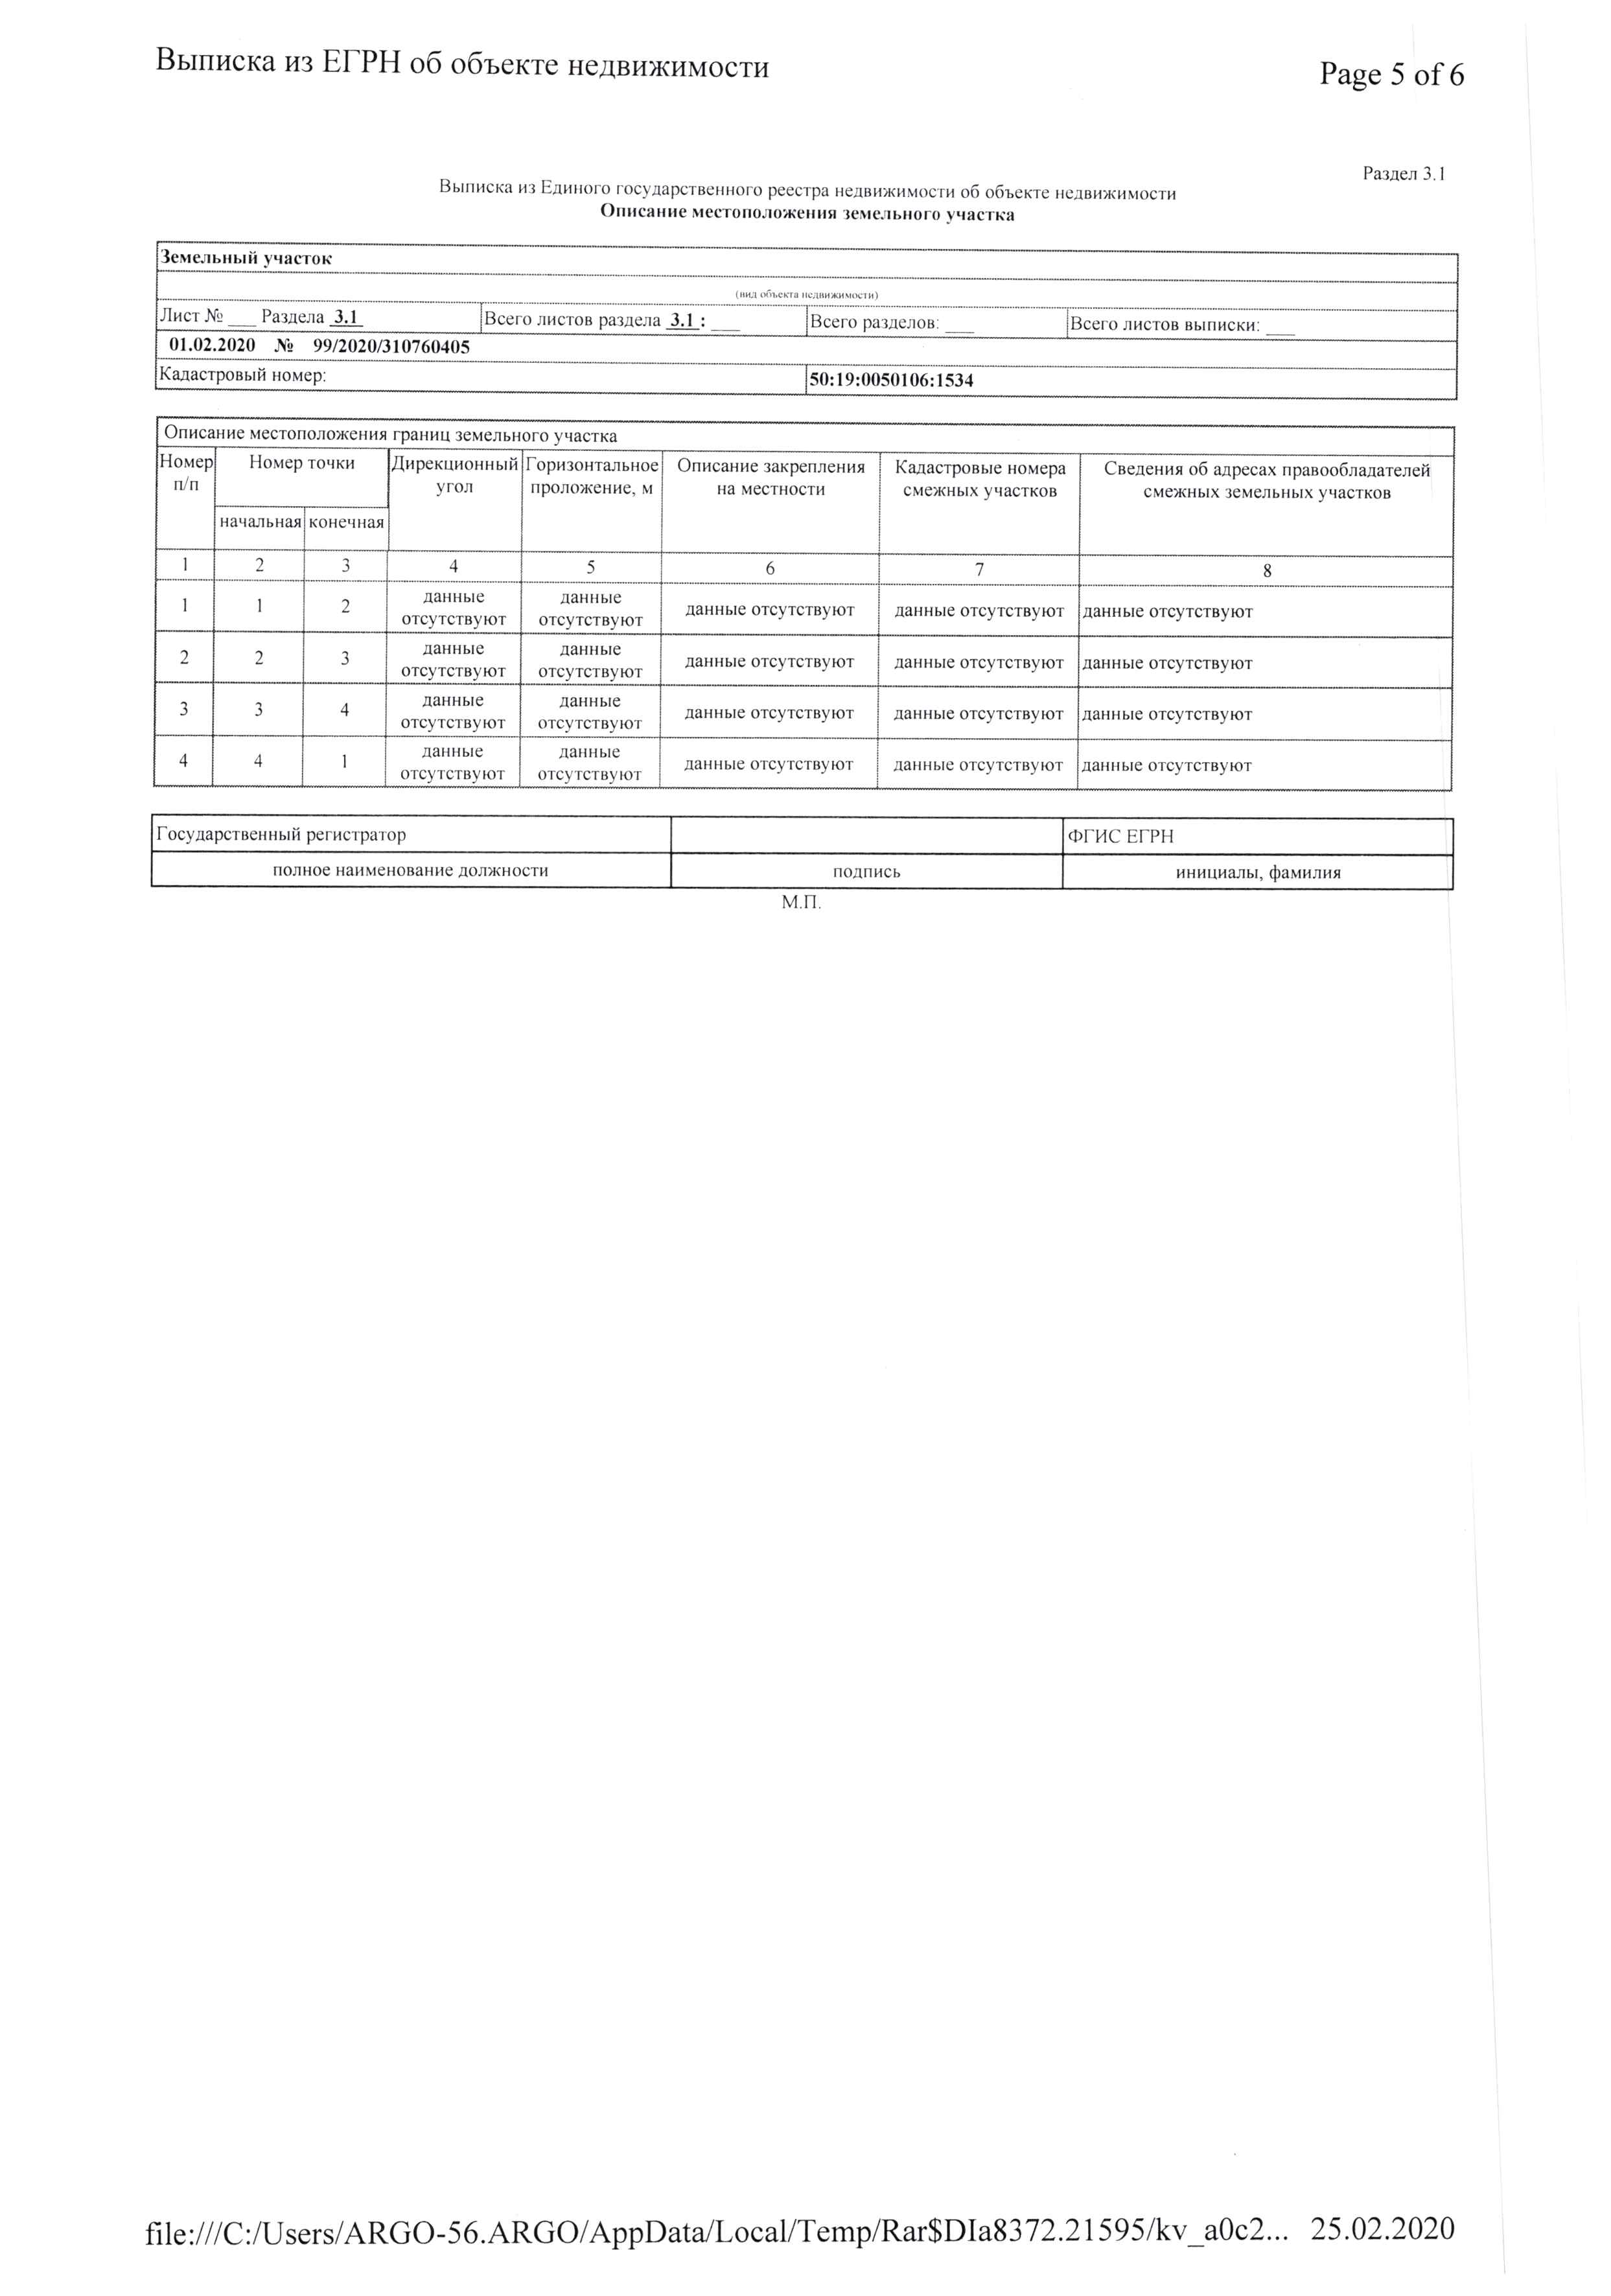 Выписка из ЕГРН об объекте недвижимости Page 5 of 6
Раздел 3.1
Выписка из Единого государственного реестра недвижимости об объекте недвижимости
Описание местоположения земельного участка
Земельный участок
(вид объекта недвижимости)
Лист № ___ Раздела 3.1 Всего листов раздела 3.1 : ___ Всего разделов: ___ Всего листов выписки: ___
01.02.2020 № 99/2020/310760405
Кадастровый номер: 50:19:0050106:1534
Описание местоположения границ земельного участка
Номер Номер точки Дирекционный Горизонтальное Описание закрепления Кадастровые номера Сведения об адресах правообладателей
п/п угол проложение, м на местности смежных участков смежных земельных участков
начальная конечная
1 2 3 4 5 6 7 8
данные данные
1 1 2 отсутствуют отсутствуют данные отсутствуют данные отсутствуют данные отсутствуют
данные данные
2 2 3 отсутствуют отсутствуют данные отсутствуют данные отсутствуют данные отсутствуют
данные данные
3 3 4 отсутствуют отсутствуют данные отсутствуют данные отсутствуют данные отсутствуют
данные данные
4 4 1 отсутствуют отсутствуют данные отсутствуют данные отсутствуют данные отсутствуют
Государственный регистратор ФГИС ЕГРН
полное наименование должности подпись инициалы, фамилия
М.П.
file:///C:/Users/ARGO-56.ARGO/AppData/Local/Temp/Rar$DIa8372.21595/kv_a0c2... 25.02.2020